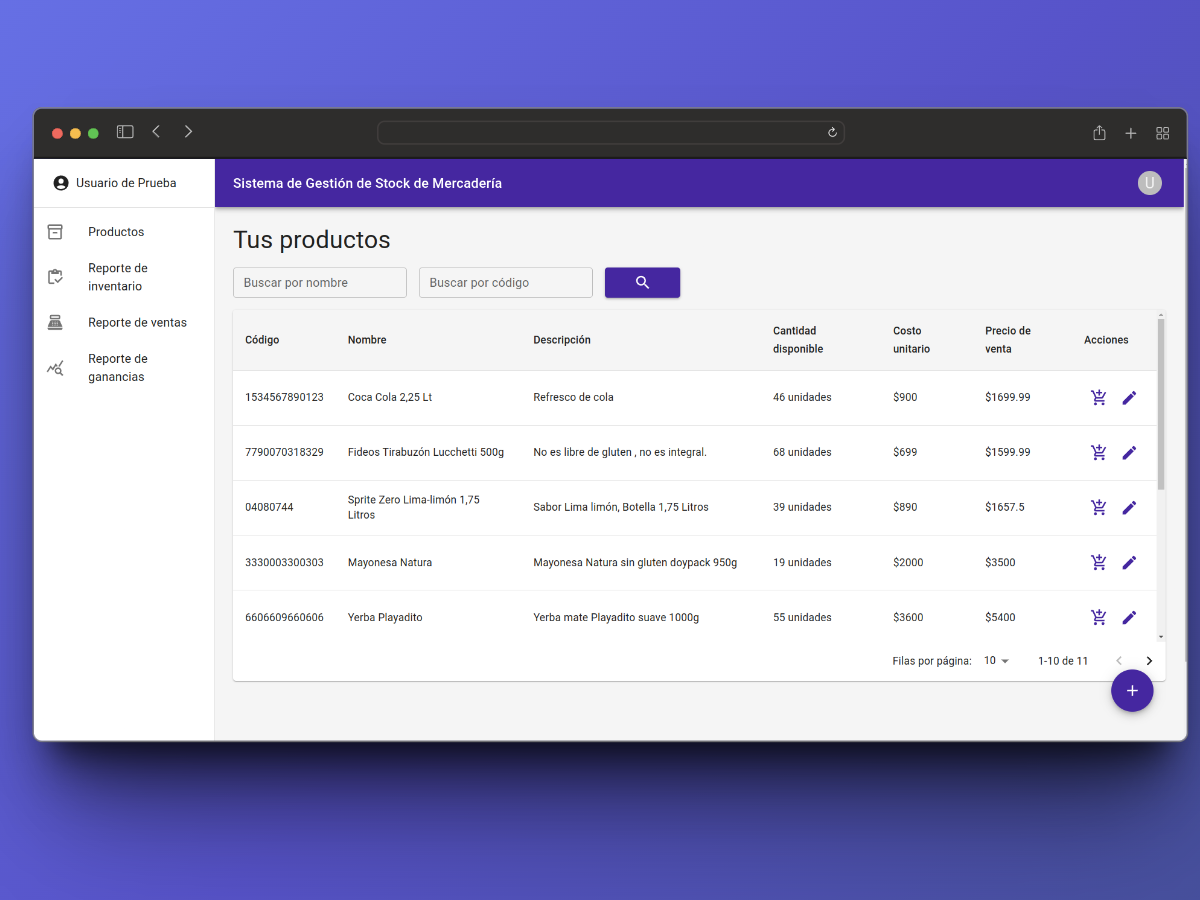 Usuario de Prueba
Sistema de Gestión de Stock de Mercadería
U
Productos
Reporte de
inventario
Reporte de ventas
Reporte de
ganancias
Tus productos
Buscar por nombre
Buscar por código
Código Nombre Descripción Cantidad disponible Costo unitario Precio de venta Acciones
1534567890123 Coca Cola 2,25 Lt Refresco de cola 46 unidades $900 $1699.99
7790070318329 Fideos Tirabuzón Lucchetti 500g No es libre de gluten , no es integral. 68 unidades $699 $1599.99
04080744 Sprite Zero Lima-limón 1,75 Litros Sabor Lima limón, Botella 1,75 Litros 39 unidades $890 $1657.5
3330003300303 Mayonesa Natura Mayonesa Natura sin gluten doypack 950g 19 unidades $2000 $3500
6606609660606 Yerba Playadito Yerba mate Playadito suave 1000g 55 unidades $3600 $5400
Filas por página: 10 1-10 de 11